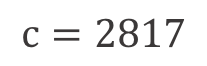 c = 2817